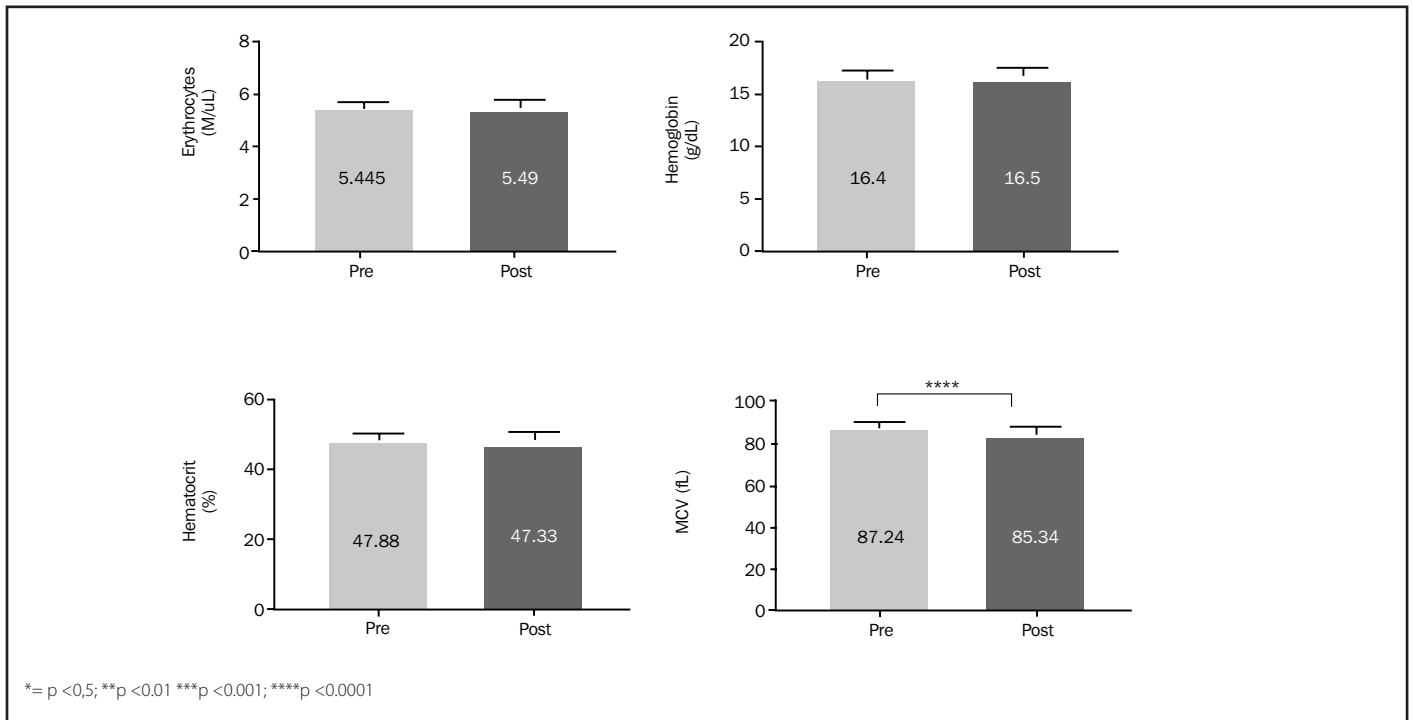 Erythrocytes
(M/uL)
8
6
4
2
0
5.445
5.49
Pre
Post
Hemoglobin
(g/dL)
20
15
10
5
0
16.4
16.5
Pre
Post
Hematocrit
(%)
60
40
20
0
47.88
47.33
Pre
Post
MCV (fL)
100
80
60
40
20
0
****
87.24
85.34
Pre
Post
*= p <0,5; **p <0.01 ***p <0.001; ****p <0.0001